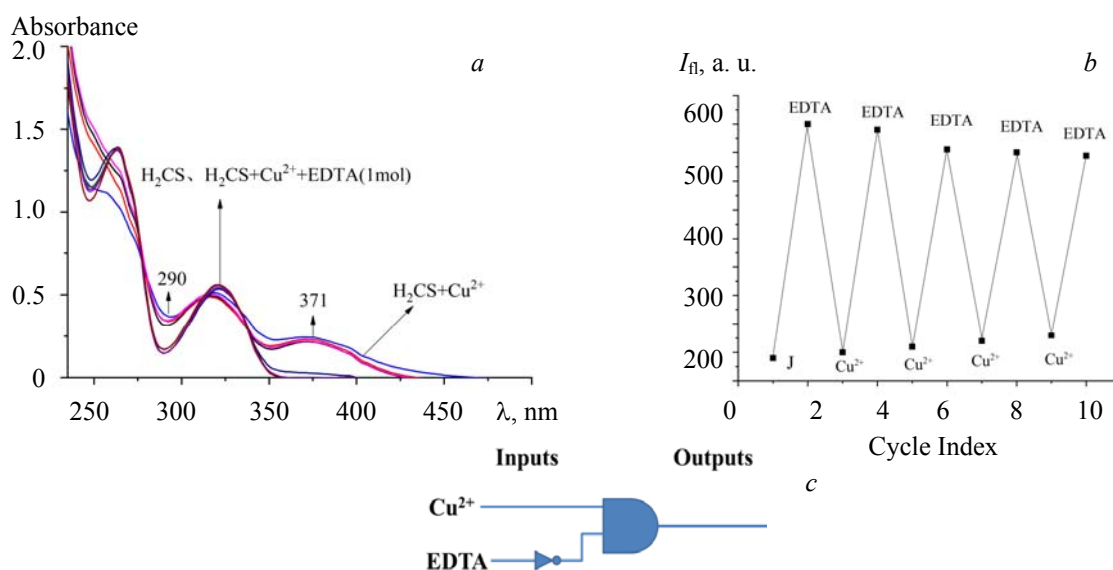 Absorbance
2.0
1.5
1.0
0.5
0
250 300 350 400 450 λ, nm
a
H₂CS、H₂CS+Cu²⁺+EDTA(1mol)
290
371
H₂CS+Cu²⁺
I_fl, a. u.
b
600
500
400
300
200
EDTA
EDTA
EDTA
EDTA
EDTA
J
Cu²⁺
Cu²⁺
Cu²⁺
Cu²⁺
0 2 4 6 8 10
Cycle Index
Inputs Outputs
c
Cu²⁺
EDTA